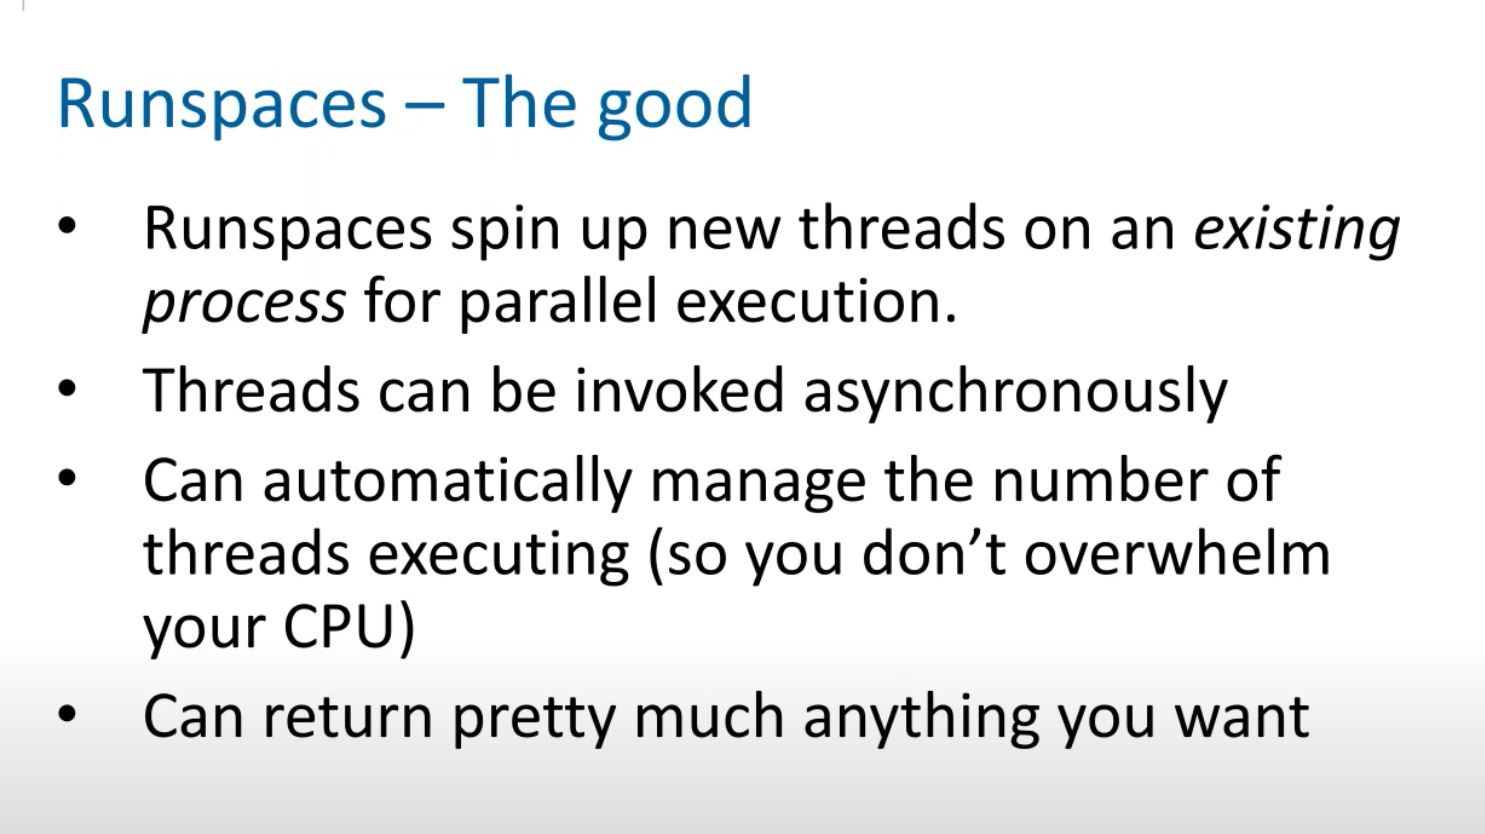 Runspaces – The good
• Runspaces spin up new threads on an existing
process for parallel execution.
• Threads can be invoked asynchronously
• Can automatically manage the number of
threads executing (so you don’t overwhelm
your CPU)
• Can return pretty much anything you want